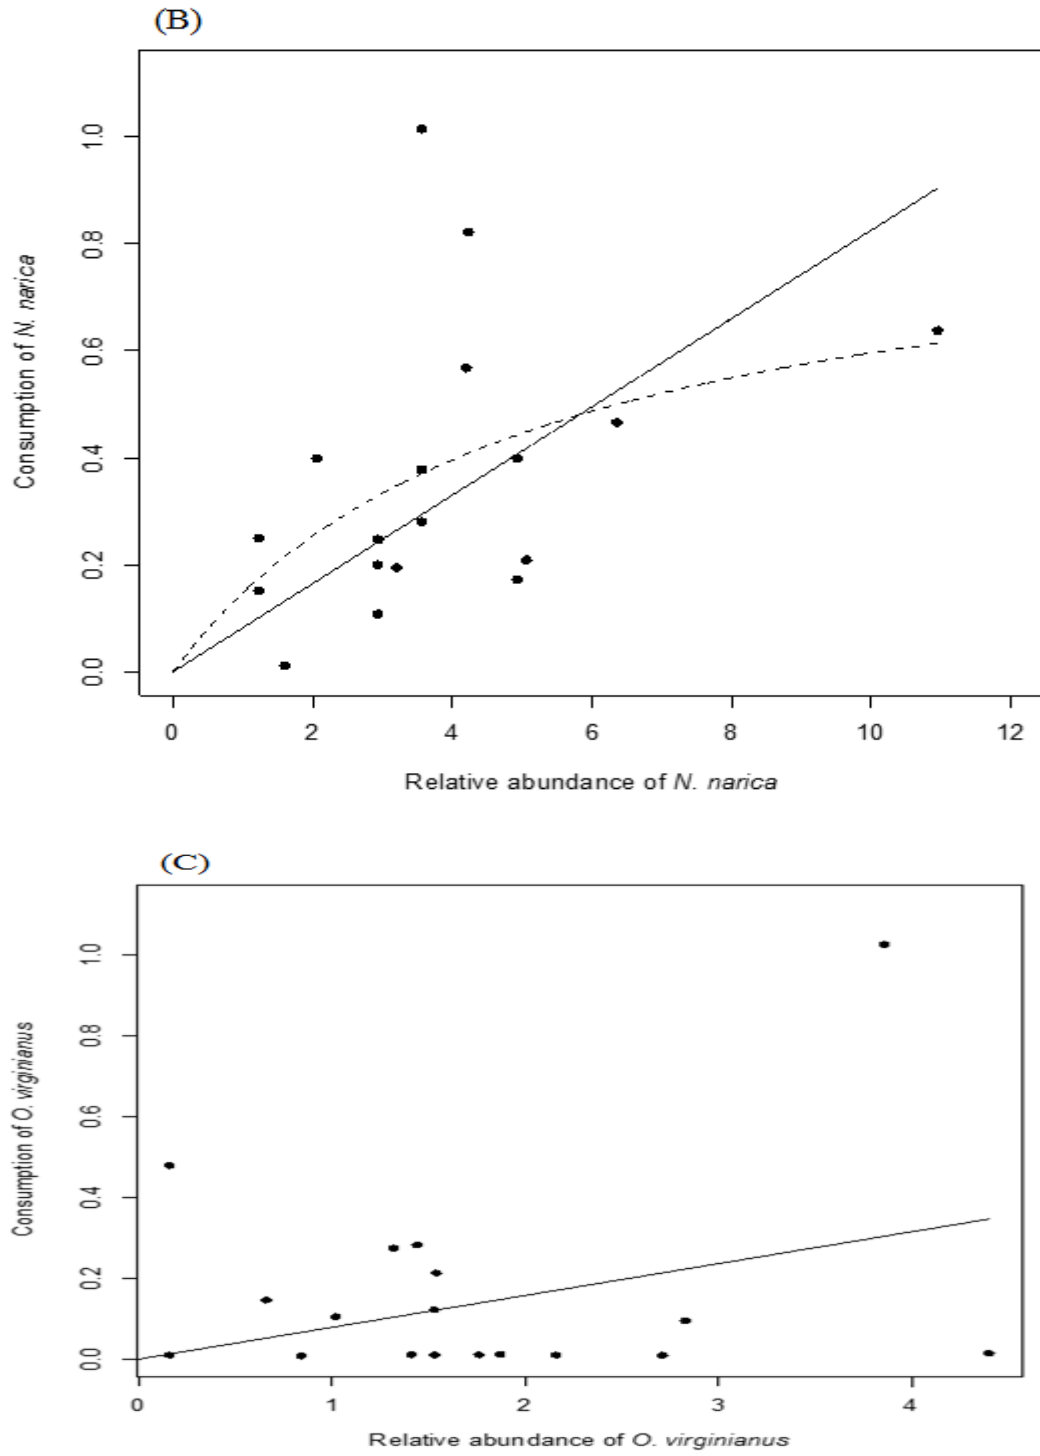 (B)
Consumption of N. narica
1.0
0.8
0.6
0.4
0.2
0.0
0 2 4 6 8 10 12
Relative abundance of N. narica
(C)
Consumption of O. virginianus
1.0
0.8
0.6
0.4
0.2
0.0
0 1 2 3 4
Relative abundance of O. virginianus